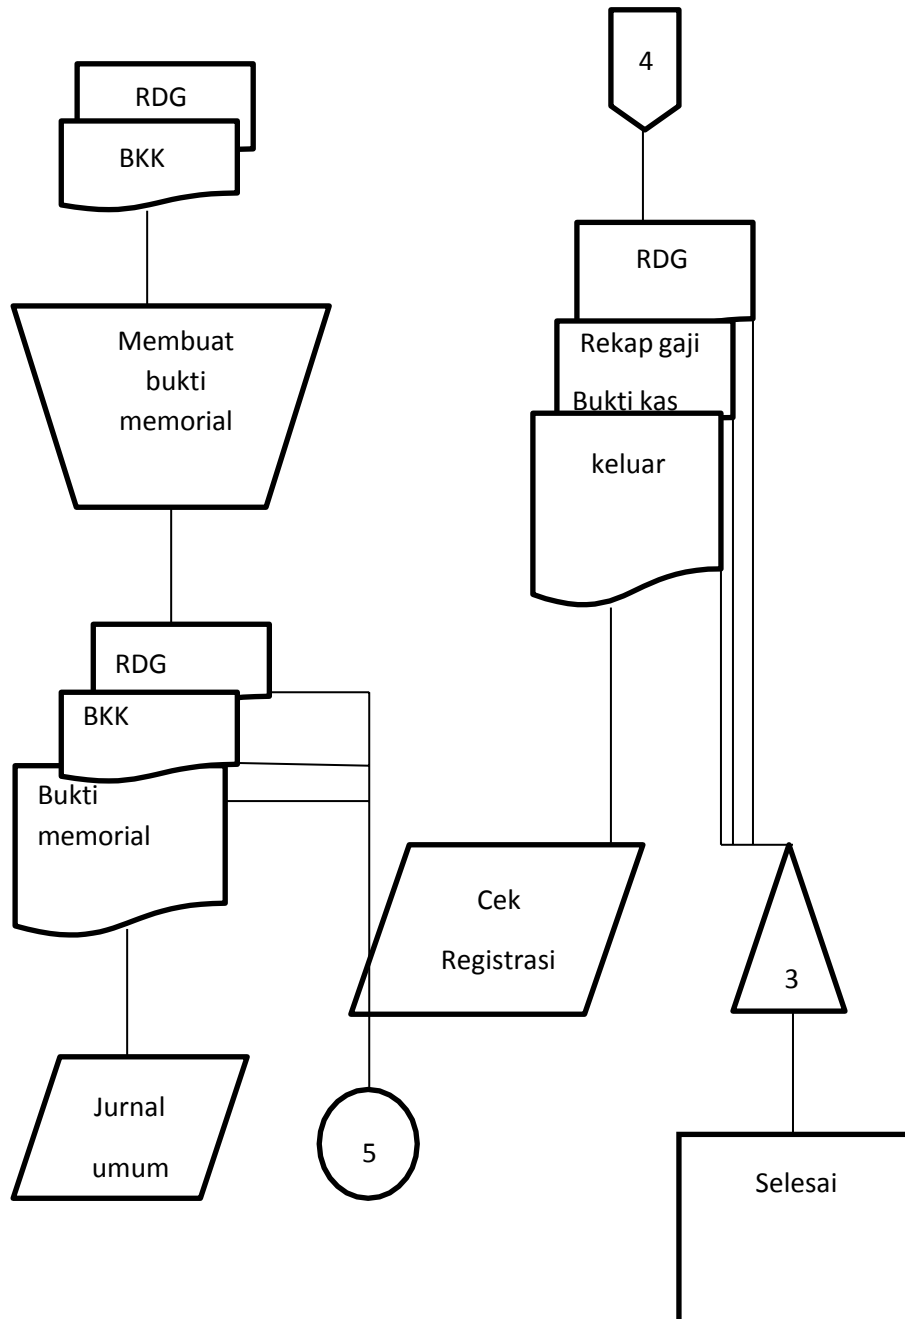 RDG
BKK
Membuat
bukti
memorial
RDG
BKK
Bukti
memorial
Jurnal
umum
5
4
RDG
Rekap gaji
Bukti kas
keluar
Cek
Registrasi
3
Selesai